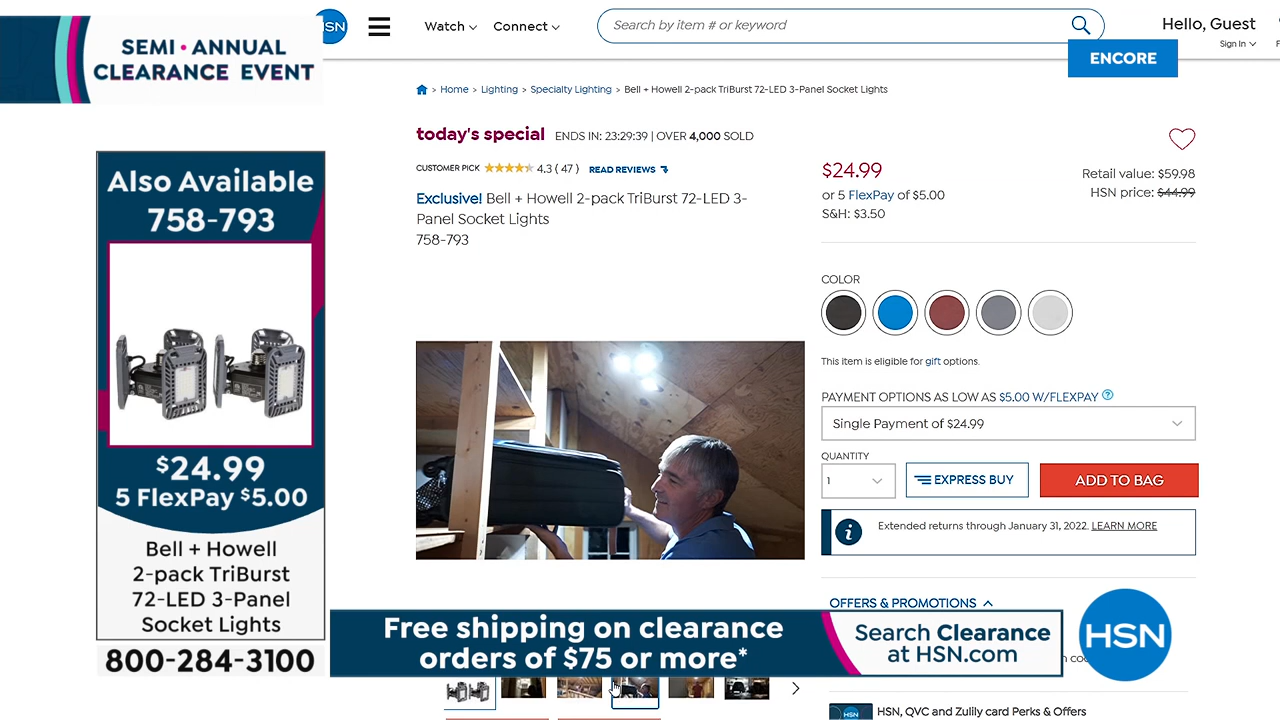 SEMI • ANNUAL
CLEARANCE EVENT
HSN
Watch
Connect
Search by item # or keyword
Hello, Guest
Sign In
ENCORE
> Home > Lighting > Specialty Lighting > Bell + Howell 2-pack TriBurst 72-LED 3-Panel Socket Lights
today's special ENDS IN: 23:29:39 | OVER 4,000 SOLD
CUSTOMER PICK 4.3 ( 47 ) READ REVIEWS
Exclusive! Bell + Howell 2-pack TriBurst 72-LED 3-
Panel Socket Lights
758-793
$24.99
or 5 FlexPay of $5.00
S&H: $3.50
Retail value: $59.98
HSN price: $44.99
COLOR
This item is eligible for gift options.
PAYMENT OPTIONS AS LOW AS $5.00 W/FLEXPAY ?
Single Payment of $24.99
QUANTITY
1
EXPRESS BUY
ADD TO BAG
i
Extended returns through January 31, 2022. LEARN MORE
OFFERS & PROMOTIONS
HSN, QVC and Zulily card Perks & Offers
HSN
Also Available
758-793
$24.99
5 FlexPay $5.00
Bell + Howell
2-pack TriBurst
72-LED 3-Panel
Socket Lights
800-284-3100
Free shipping on clearance
orders of $75 or more*
Search Clearance
at HSN.com
HSN